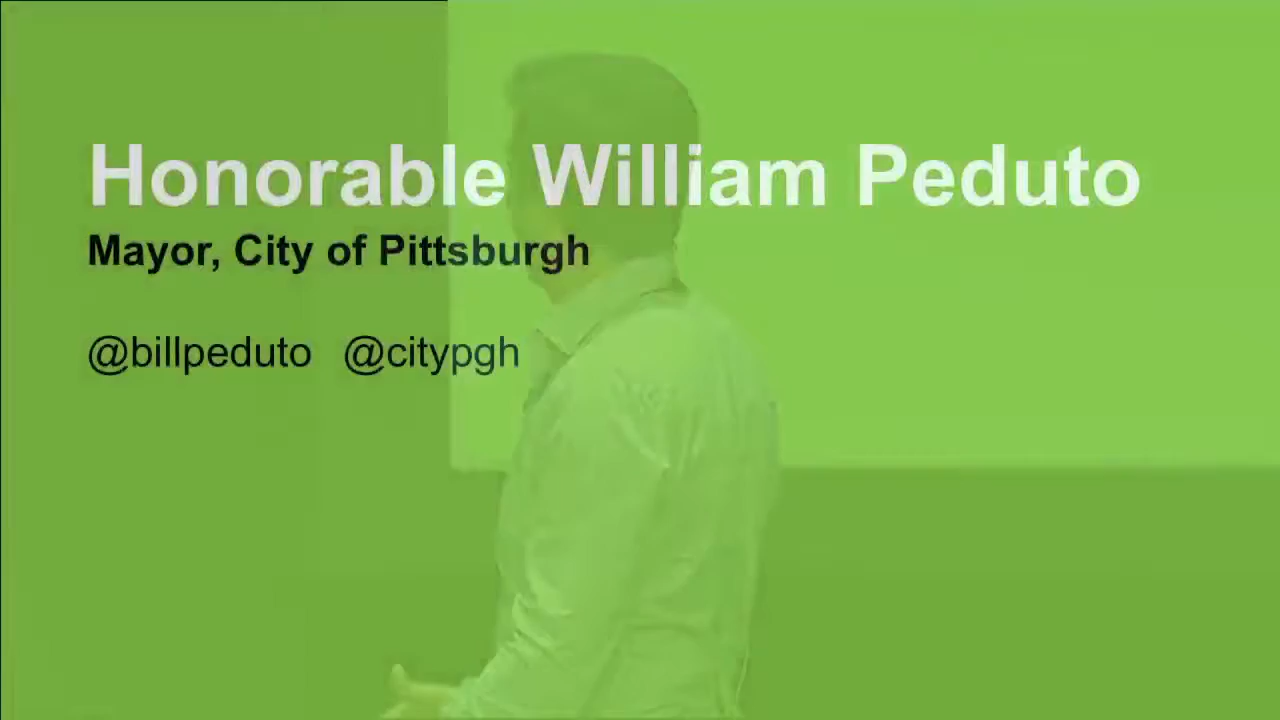 Honorable William Peduto
Mayor, City of Pittsburgh
@billpeduto @citypgh